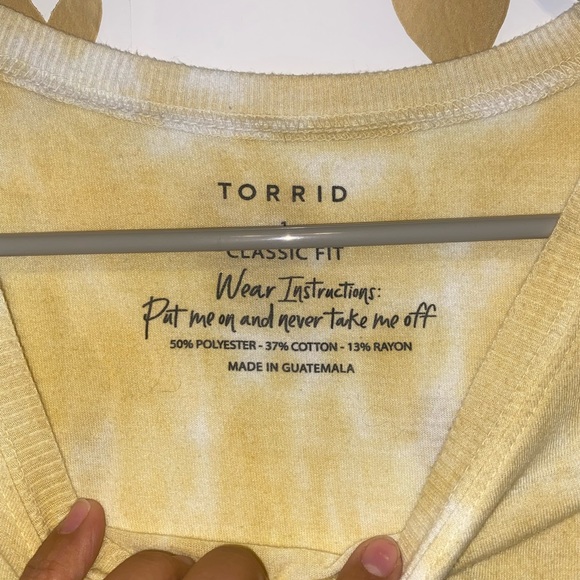 TORRID
CLASSIC FIT
Wear Instructions:
Put me on and never take me off
50% POLYESTER - 37% COTTON - 13% RAYON
MADE IN GUATEMALA